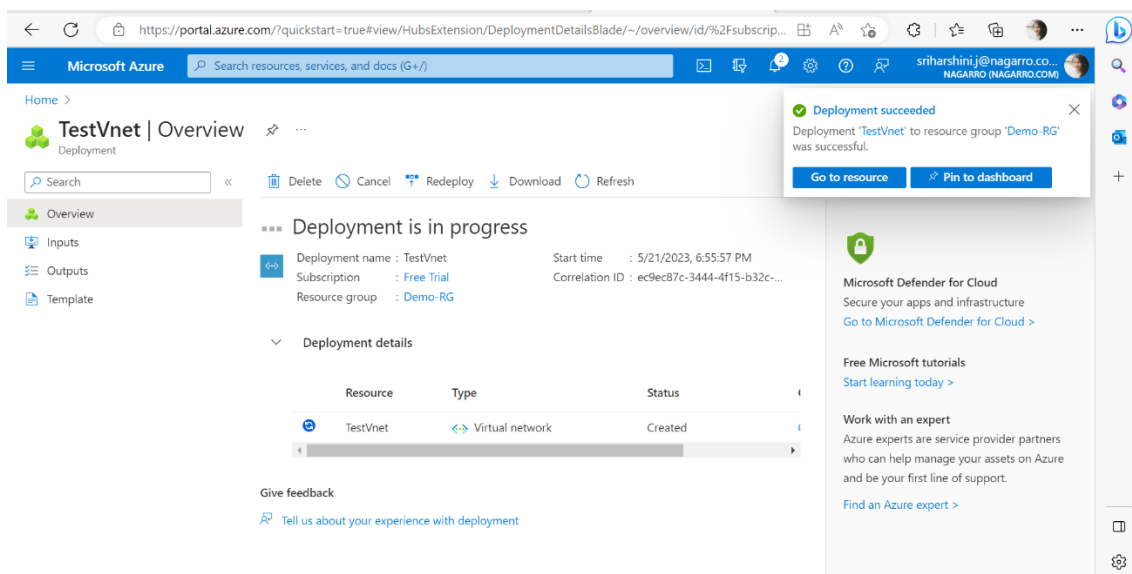 https://portal.azure.com/?quickstart=true#view/HubsExtension/DeploymentDetailsBlade/~/overview/id/%2Fsubscrip...
Microsoft Azure
Search resources, services, and docs (G+/)
2
sriharshini.j@nagarro.co...
NAGARRO (NAGARRO.COM)
Home >
TestVnet | Overview
Deployment
Search
Overview
Inputs
Outputs
Template
Delete Cancel Redeploy Download Refresh
Deployment is in progress
Deployment name : TestVnet Start time : 5/21/2023, 6:55:57 PM
Subscription : Free Trial Correlation ID : ec9ec87c-3444-4f15-b32c-...
Resource group : Demo-RG
Deployment details
Resource Type Status
TestVnet Virtual network Created
Give feedback
Tell us about your experience with deployment
Deployment succeeded
Deployment 'TestVnet' to resource group 'Demo-RG'
was successful.
Go to resource Pin to dashboard
Microsoft Defender for Cloud
Secure your apps and infrastructure
Go to Microsoft Defender for Cloud >
Free Microsoft tutorials
Start learning today >
Work with an expert
Azure experts are service provider partners
who can help manage your assets on Azure
and be your first line of support.
Find an Azure expert >